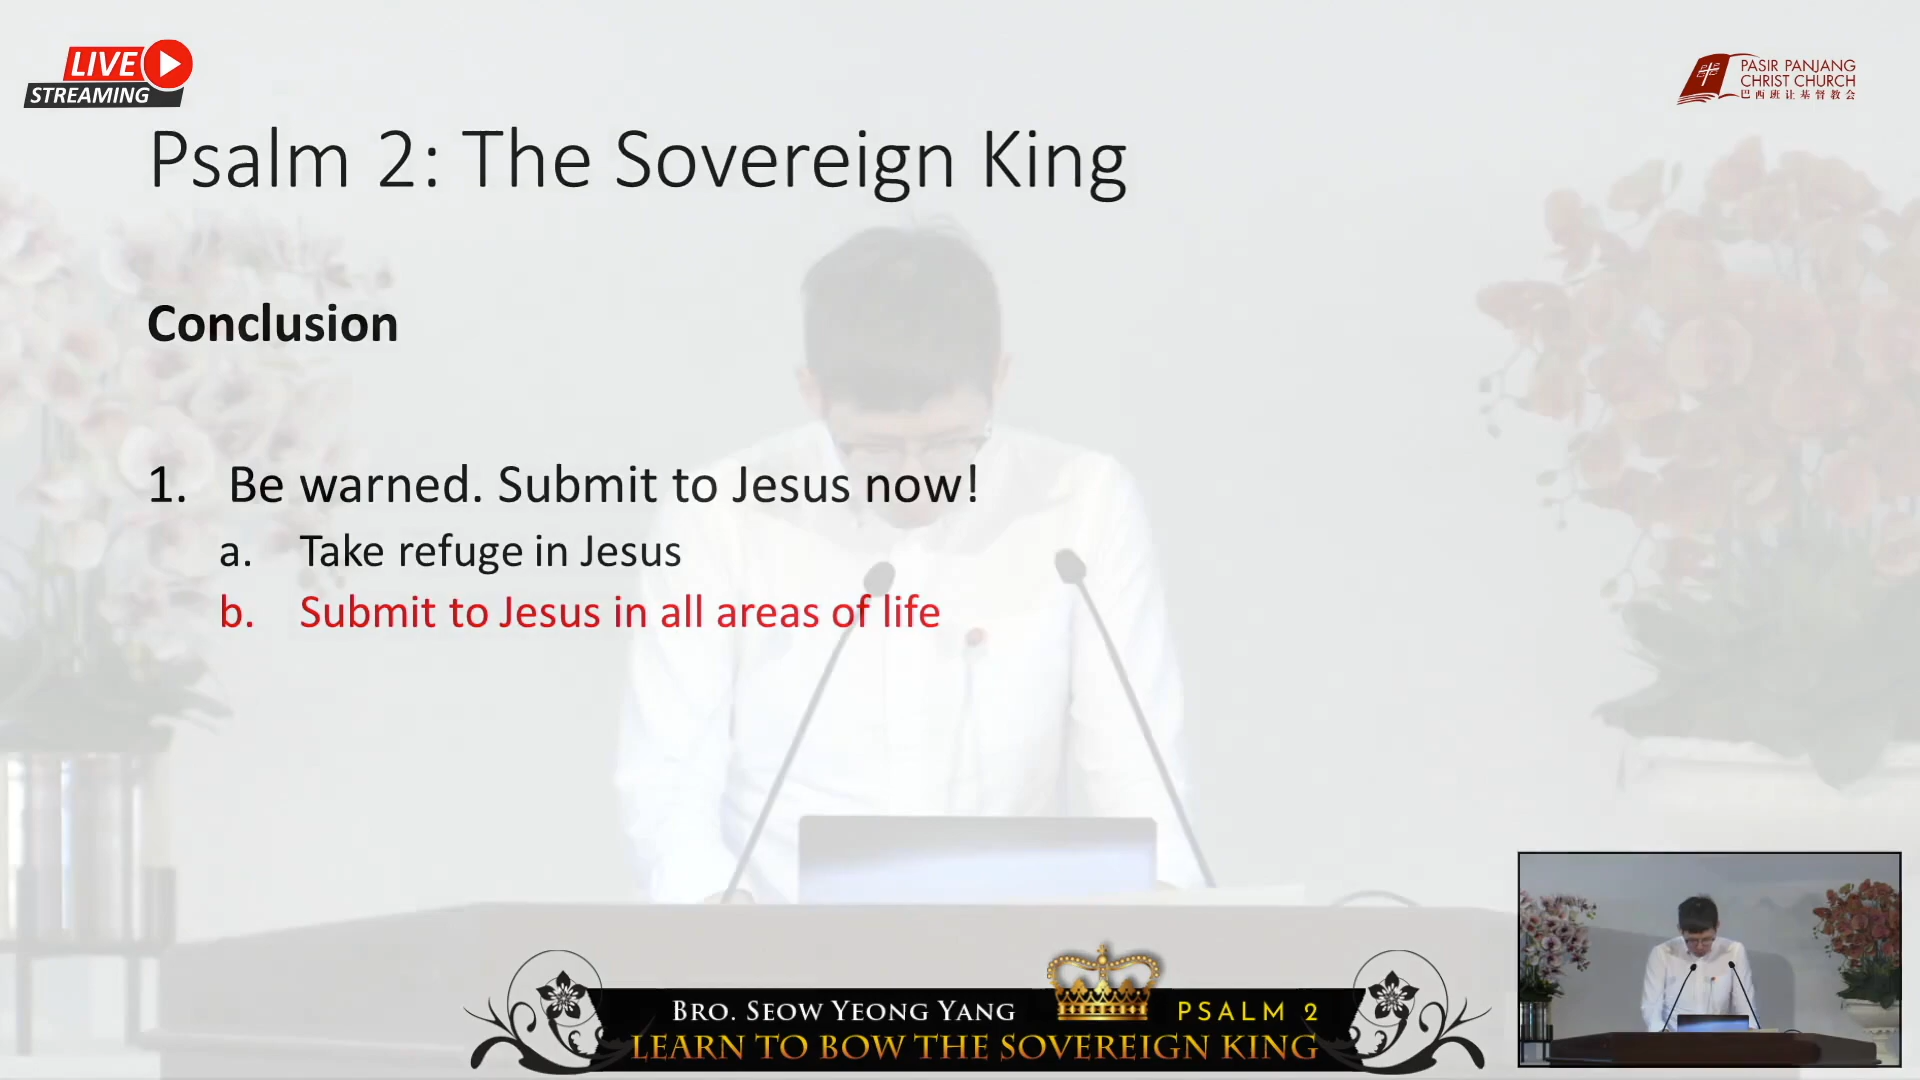 LIVE
STREAMING
PASIR PANJANG
CHRIST CHURCH
巴西班让基督教会
Psalm 2: The Sovereign King
Conclusion
1. Be warned. Submit to Jesus now!
a. Take refuge in Jesus
b. Submit to Jesus in all areas of life
BRO. SEOW YEONG YANG
PSALM 2
LEARN TO BOW THE SOVEREIGN KING